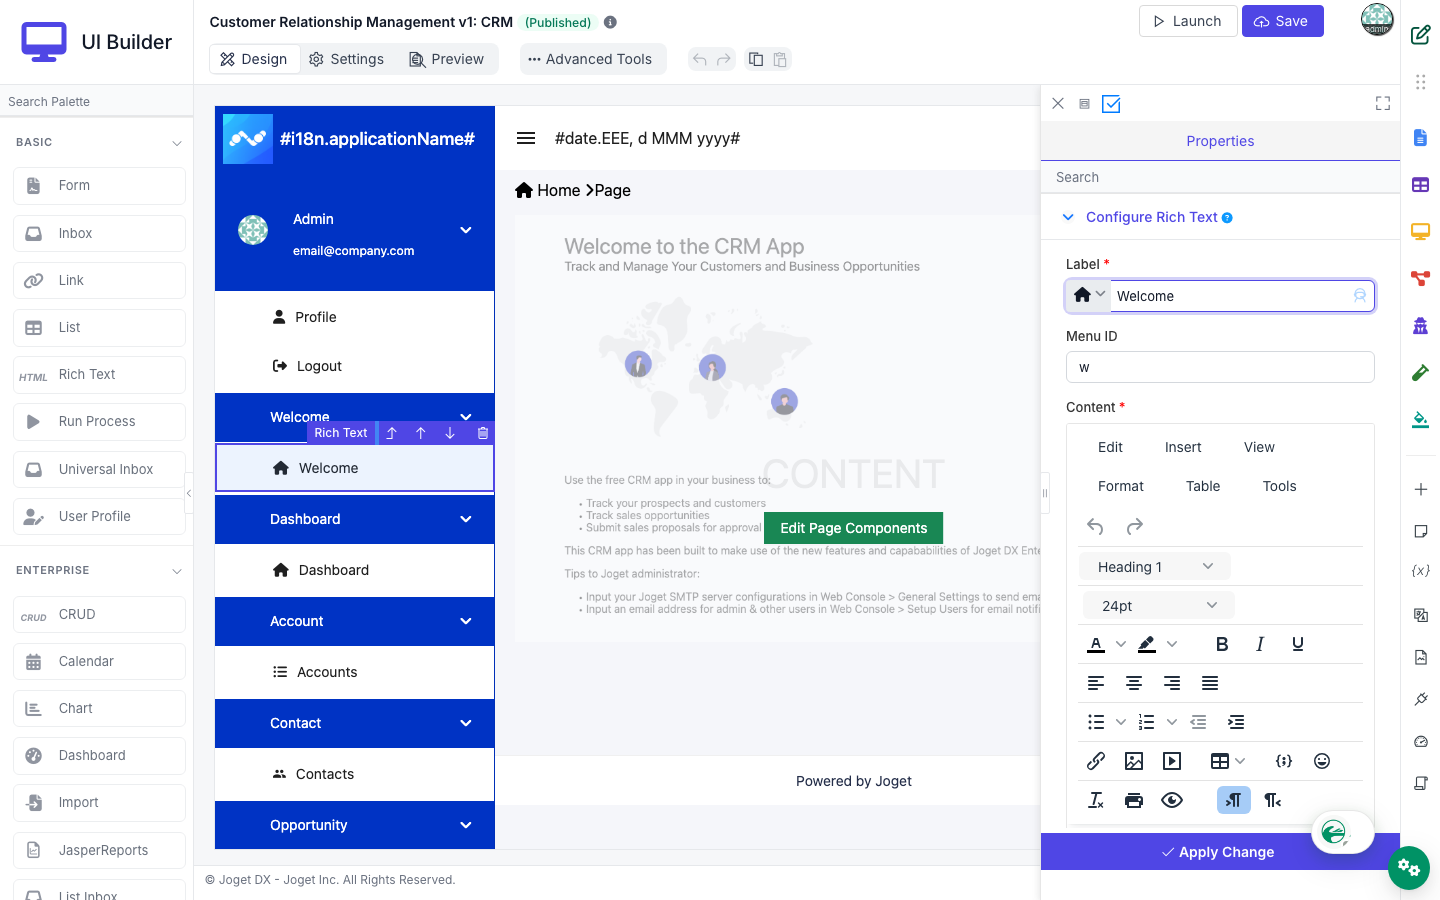 UI Builder
Search Palette
BASIC
Form
Inbox
Link
List
HTML Rich Text
Run Process
Universal Inbox
User Profile
ENTERPRISE
CRUD CRUD
Calendar
Chart
Dashboard
Import
JasperReports
List Inbox
Customer Relationship Management v1: CRM (Published)
Design Settings Preview Advanced Tools
Launch Save
admin
#i18n.applicationName#
Admin
email@company.com
Profile
Logout
Welcome
Rich Text
Welcome
Dashboard
Dashboard
Account
Accounts
Contact
Contacts
Opportunity
#date.EEE, d MMM yyyy#
Home Page
Welcome to the CRM App
Track and Manage Your Customers and Business Opportunities
CONTENT
Use the free CRM app in your business to:
• Track your prospects and customers
• Track sales opportunities
• Submit sales proposals for approval
Edit Page Components
This CRM app has been built to make use of the new features and capabilities of Joget DX Ente
Tips to Joget administrator:
• Input your Joget SMTP server configurations in Web Console > General Settings to send ema
• Input an email address for admin & other users in Web Console > Setup Users for email notifi
Powered by Joget
© Joget DX - Joget Inc. All Rights Reserved.
Properties
Search
Configure Rich Text
Label *
Welcome
Menu ID
w
Content *
Edit Insert View
Format Table Tools
Heading 1
24pt
A B I U
Apply Change
{x}